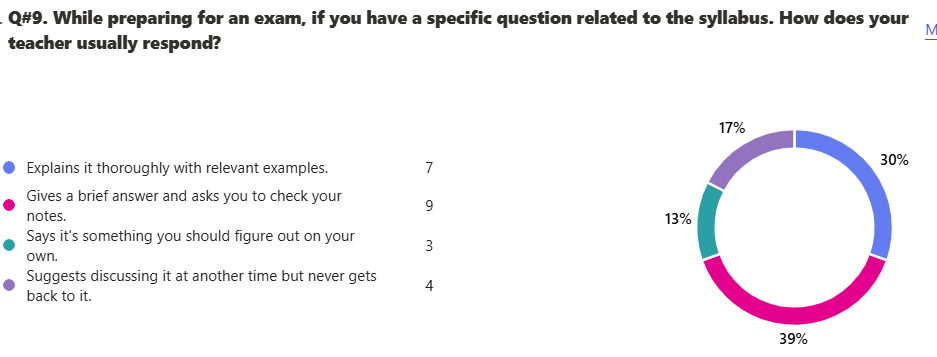 . Q#9. While preparing for an exam, if you have a specific question related to the syllabus. How does your
teacher usually respond?
M
Explains it thoroughly with relevant examples. 7
Gives a brief answer and asks you to check your
notes. 9
Says it's something you should figure out on your
own. 3
Suggests discussing it at another time but never gets
back to it. 4
17%
30%
13%
39%